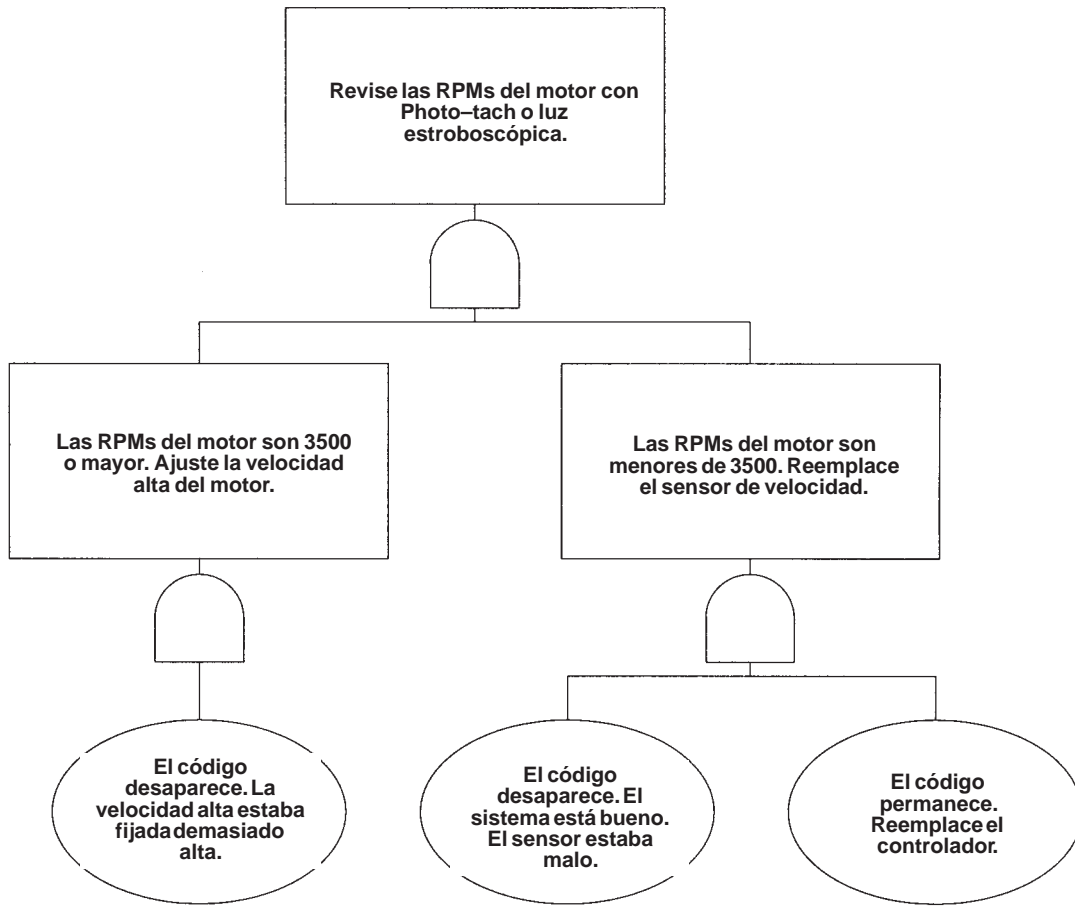 Revise las RPMs del motor con
Photo–tach o luz
estroboscópica.
Las RPMs del motor son 3500
o mayor. Ajuste la velocidad
alta del motor.
Las RPMs del motor son
menores de 3500. Reemplace
el sensor de velocidad.
El código
desaparece. La
velocidad alta estaba
fijada demasiado
alta.
El código
desaparece. El
sistema está bueno.
El sensor estaba
malo.
El código
permanece.
Reemplace el
controlador.